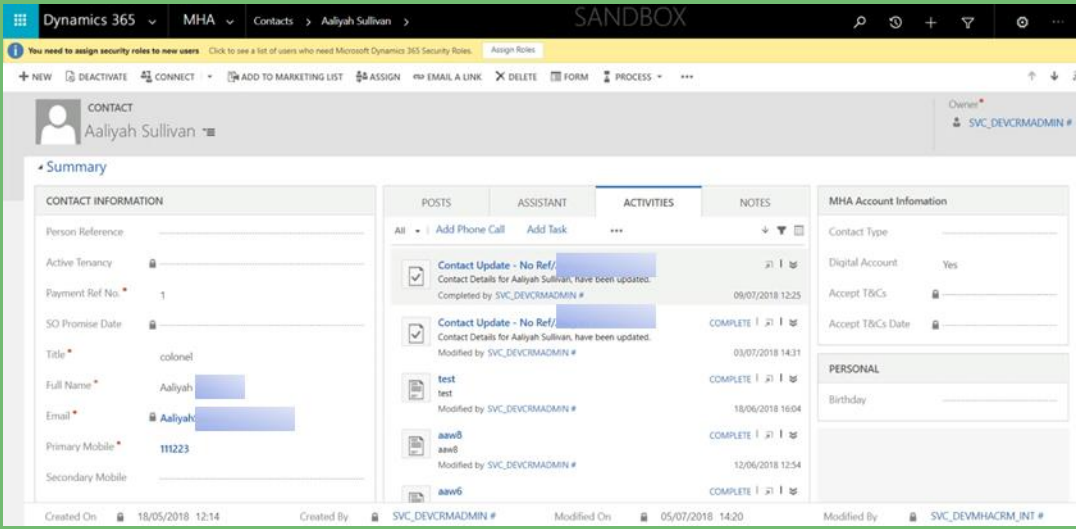 Dynamics 365 MHA Contacts > Aaliyah Sullivan > SANDBOX
You need to assign security roles to new users Click to see a list of users who need Microsoft Dynamics 365 Security Roles. Assign Roles
+ NEW DEACTIVATE CONNECT ADD TO MARKETING LIST ASSIGN EMAIL A LINK DELETE FORM PROCESS ...
CONTACT
Aaliyah Sullivan
Owner*
SVC_DEVCRMADMIN #
Summary
CONTACT INFORMATION
Person Reference
Active Tenancy
Payment Ref No.* 1
SO Promise Date
Title* colonel
Full Name* Aaliyah
Email* Aaliyah
Primary Mobile* 111223
Secondary Mobile
POSTS ASSISTANT ACTIVITIES NOTES
All Add Phone Call Add Task ...
Contact Update - No Ref/
Contact Details for Aaliyah Sullivan, have been updated.
Completed by SVC_DEVCRMADMIN # 09/07/2018 12:25
Contact Update - No Ref/ COMPLETE
Contact Details for Aaliyah Sullivan, have been updated.
Modified by SVC_DEVCRMADMIN # 03/07/2018 14:31
test COMPLETE
test
Modified by SVC_DEVCRMADMIN # 18/06/2018 16:04
aaw8 COMPLETE
aaw8
Modified by SVC_DEVCRMADMIN # 12/06/2018 12:54
aaw6 COMPLETE
MHA Account Infomation
Contact Type
Digital Account Yes
Accept T&Cs
Accept T&Cs Date
PERSONAL
Birthday
Created On 18/05/2018 12:14 Created By SVC_DEVCRMADMIN # Modified On 05/07/2018 14:20 Modified By SVC_DEVMHACRM_INT #